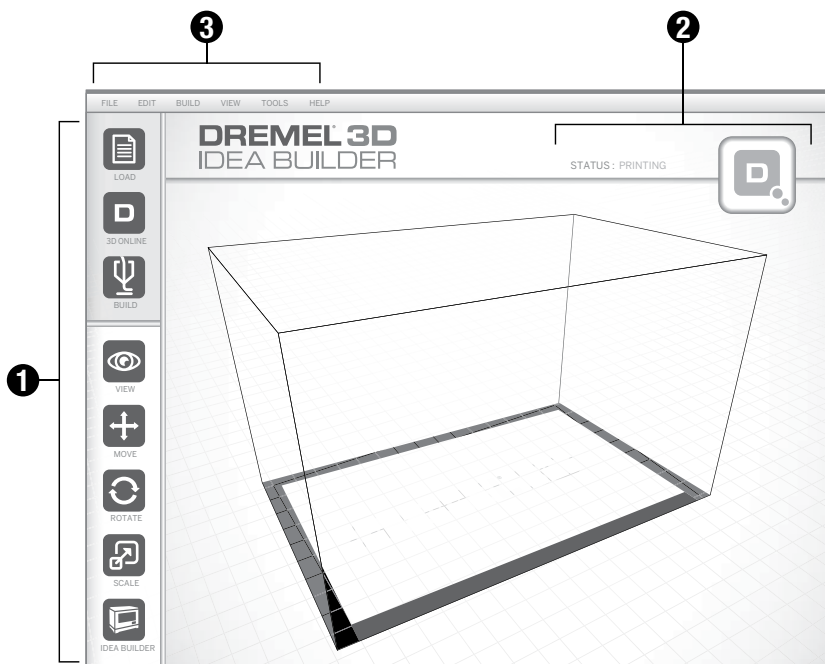 3
2
FILE EDIT BUILD VIEW TOOLS HELP
DREMEL® 3D
IDEA BUILDER
STATUS : PRINTING
D
LOAD
D
3D ONLINE
BUILD
1
VIEW
MOVE
ROTATE
SCALE
IDEA BUILDER